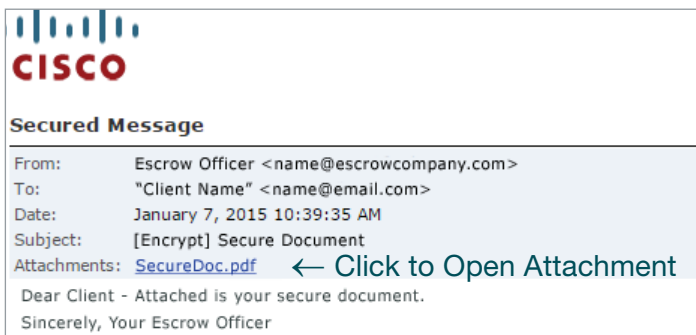 CISCO
Secured Message
From: Escrow Officer <name@escrowcompany.com>
To: "Client Name" <name@email.com>
Date: January 7, 2015 10:39:35 AM
Subject: [Encrypt] Secure Document
Attachments: SecureDoc.pdf ← Click to Open Attachment
Dear Client - Attached is your secure document.
Sincerely, Your Escrow Officer